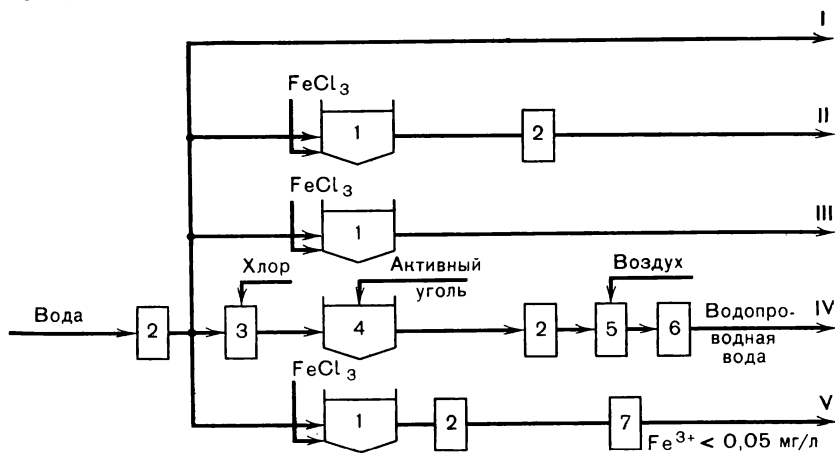 I
FeCl3
1
2
II
FeCl3
1
III
Хлор
Активный
уголь
Воздух
Вода
2
3
4
2
5
6
Водопро-
водная
вода
IV
FeCl3
1
2
7
V
Fe3+ < 0,05 мг/л